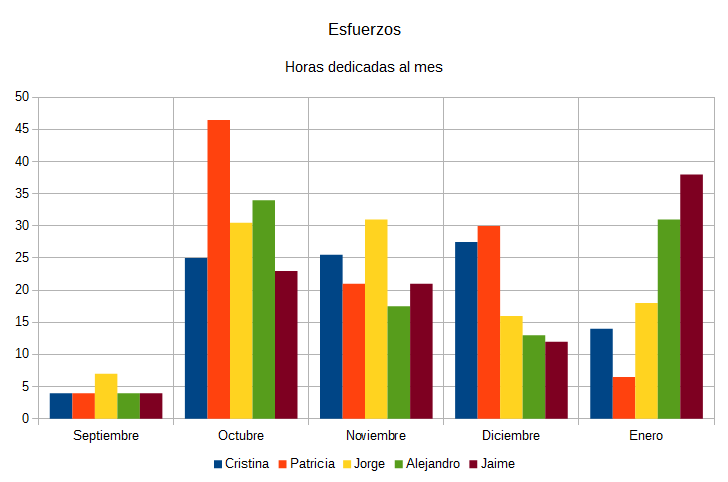 Esfuerzos
Horas dedicadas al mes
50
45
40
35
30
25
20
15
10
5
0
Septiembre Octubre Noviembre Diciembre Enero
Cristina Patricia Jorge Alejandro Jaime